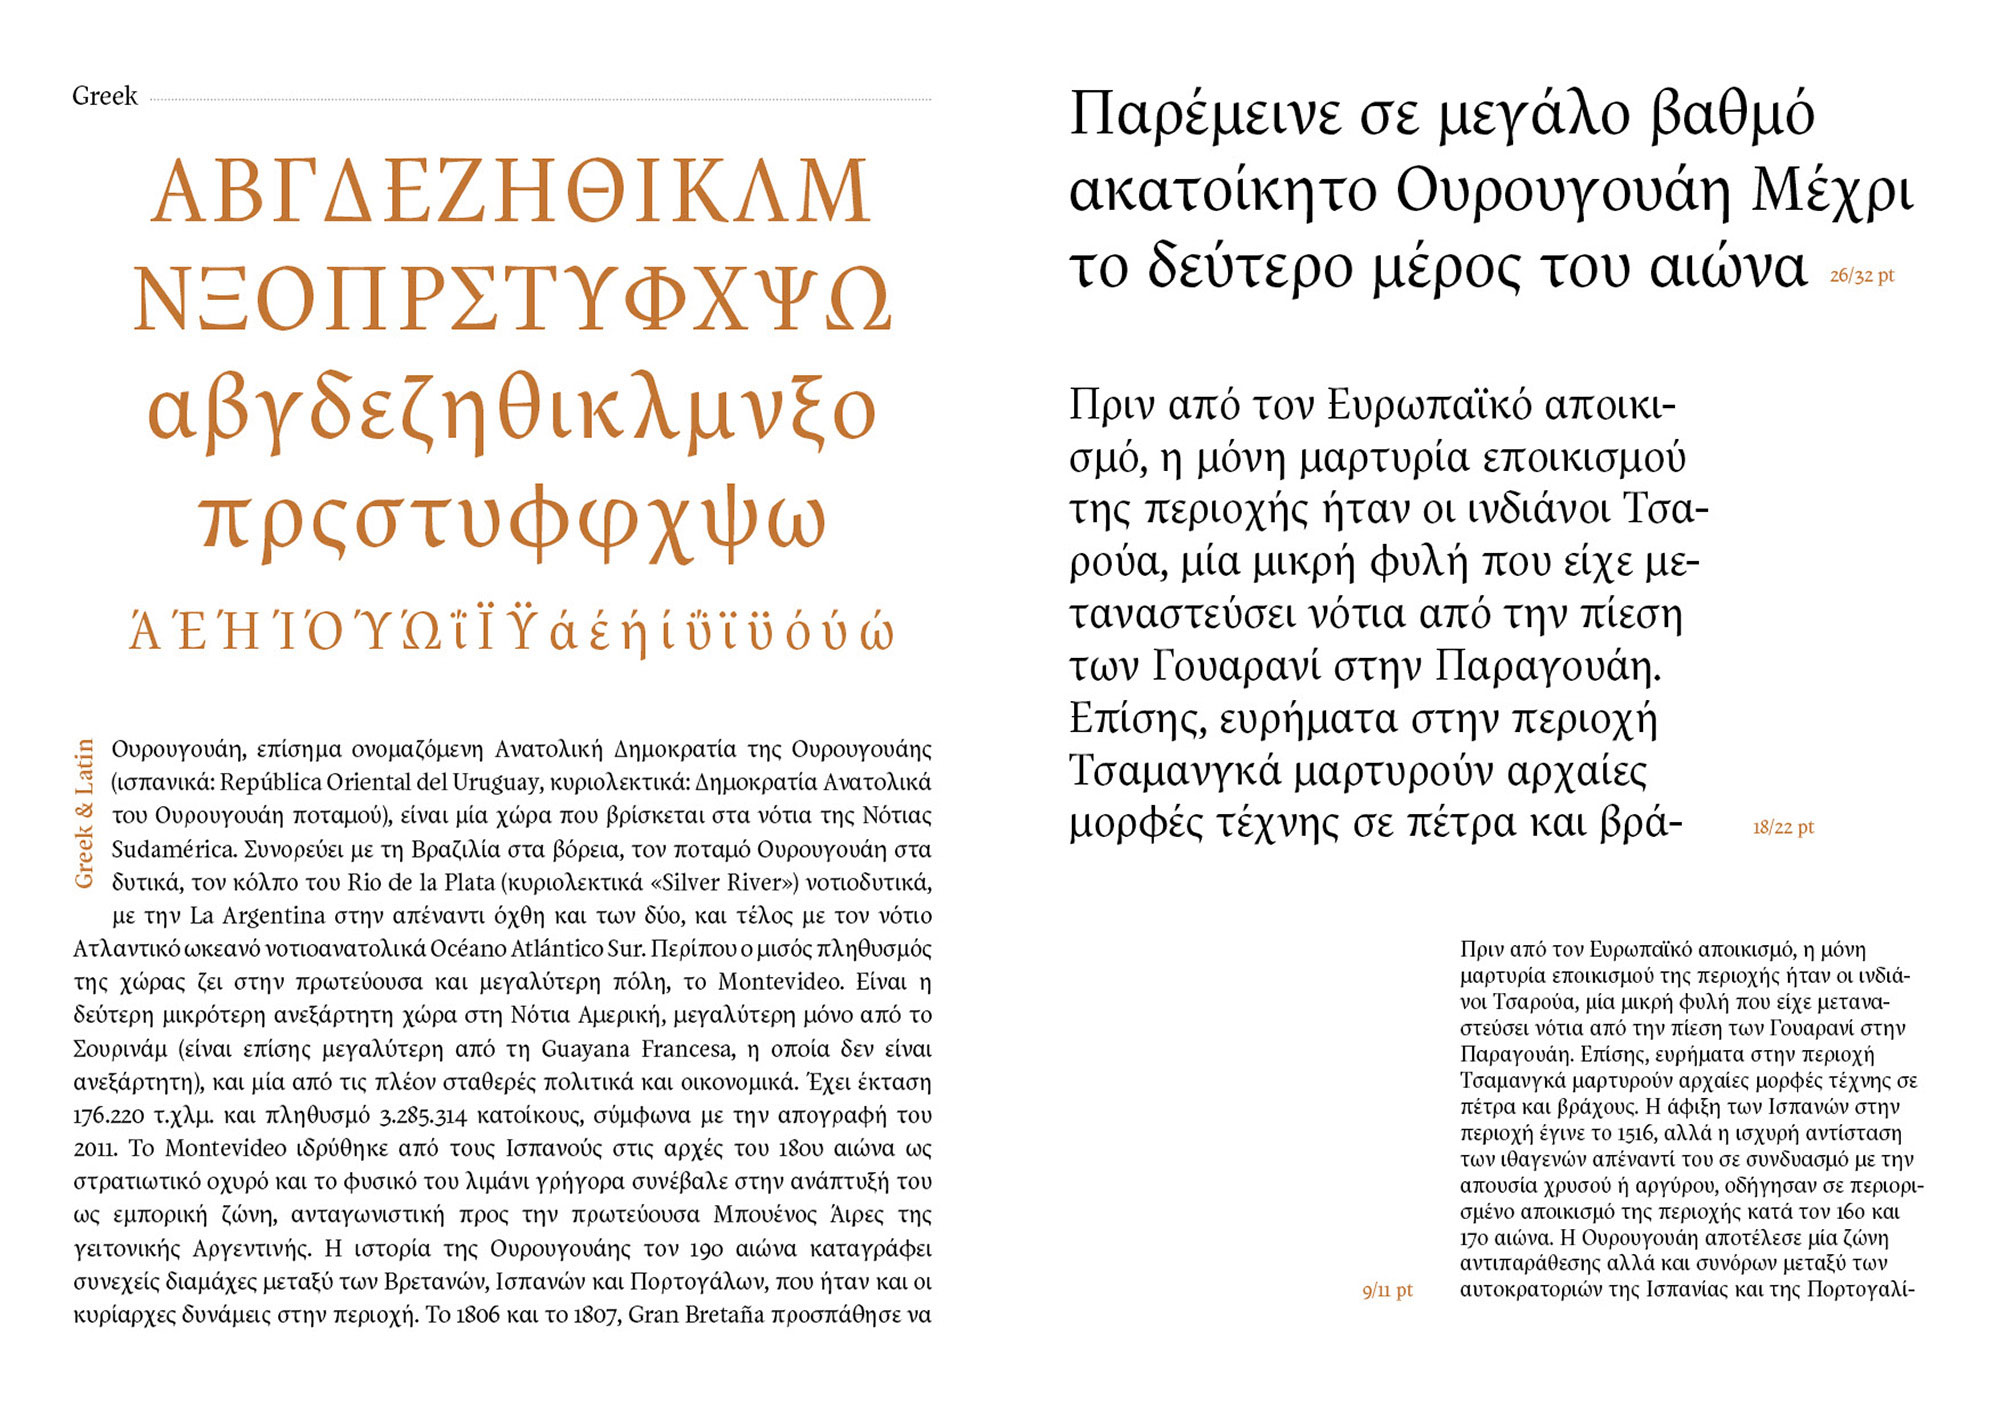 Greek
ΑΒΓΔΕΖΗΘΙΚΛΜ
ΝΞΟΠΡΣΤΥΦΧΨΩ
αβγδεζηθικλμνξο
πρςστυφφχψω
Ά Έ Ή Ί Ό Ύ Ώ ΐ Ϊ Ϋ ά έ ή ί ΰ ϊ ϋ ό ύ ώ
Greek & Latin
Ουρουγουάη, επίσημα ονομαζόμενη Ανατολική Δημοκρατία της Ουρουγουάης
(ισπανικά: República Oriental del Uruguay, κυριολεκτικά: Δημοκρατία Ανατολικά
του Ουρουγουάη ποταμού), είναι μία χώρα που βρίσκεται στα νότια της Νότιας
Sudamérica. Συνορεύει με τη Βραζιλία στα βόρεια, τον ποταμό Ουρουγουάη στα
δυτικά, τον κόλπο του Rio de la Plata (κυριολεκτικά «Silver River») νοτιοδυτικά,
με την La Argentina στην απέναντι όχθη και των δύο, και τέλος με τον νότιο
Ατλαντικό ωκεανό νοτιοανατολικά Océano Atlántico Sur. Περίπου ο μισός πληθυσμός
της χώρας ζει στην πρωτεύουσα και μεγαλύτερη πόλη, το Montevideo. Είναι η
δεύτερη μικρότερη ανεξάρτητη χώρα στη Νότια Αμερική, μεγαλύτερη μόνο από το
Σουρινάμ (είναι επίσης μεγαλύτερη από τη Guayana Francesa, η οποία δεν είναι
ανεξάρτητη), και μία από τις πλέον σταθερές πολιτικά και οικονομικά. Έχει έκταση
176.220 τ.χλμ. και πληθυσμό 3.285.314 κατοίκους, σύμφωνα με την απογραφή του
2011. Το Montevideo ιδρύθηκε από τους Ισπανούς στις αρχές του 18ου αιώνα ως
στρατιωτικό οχυρό και το φυσικό του λιμάνι γρήγορα συνέβαλε στην ανάπτυξή του
ως εμπορική ζώνη, ανταγωνιστική προς την πρωτεύουσα Μπουένος Άιρες της
γειτονικής Αργεντινής. Η ιστορία της Ουρουγουάης τον 19ο αιώνα καταγράφει
συνεχείς διαμάχες μεταξύ των Βρετανών, Ισπανών και Πορτογάλων, που ήταν και οι
κυρίαρχες δυνάμεις στην περιοχή. Το 1806 και το 1807, Gran Bretaña προσπάθησε να
Παρέμεινε σε μεγάλο βαθμό
ακατοίκητο Ουρουγουάη Μέχρι
το δεύτερο μέρος του αιώνα 26/32 pt
Πριν από τον Ευρωπαϊκό αποικι-
σμό, η μόνη μαρτυρία εποικισμού
της περιοχής ήταν οι ινδιάνοι Τσα-
ρούα, μία μικρή φυλή που είχε με-
ταναστεύσει νότια από την πίεση
των Γουαρανί στην Παραγουάη.
Επίσης, ευρήματα στην περιοχή
Τσαμανγκά μαρτυρούν αρχαίες
μορφές τέχνης σε πέτρα και βρά- 18/22 pt
Πριν από τον Ευρωπαϊκό αποικισμό, η μόνη
μαρτυρία εποικισμού της περιοχής ήταν οι ινδιά-
νοι Τσαρούα, μία μικρή φυλή που είχε μετανα-
στεύσει νότια από την πίεση των Γουαρανί στην
Παραγουάη. Επίσης, ευρήματα στην περιοχή
Τσαμανγκά μαρτυρούν αρχαίες μορφές τέχνης σε
πέτρα και βράχους. Η άφιξη των Ισπανών στην
περιοχή έγινε το 1516, αλλά η ισχυρή αντίσταση
των ιθαγενών απέναντί του σε συνδυασμό με την
απουσία χρυσού ή αργύρου, οδήγησαν σε περιορι-
σμένο αποικισμό της περιοχής κατά τον 16ο και
17ο αιώνα. Η Ουρουγουάη αποτέλεσε μία ζώνη
αντιπαράθεσης αλλά και συνόρων μεταξύ των
αυτοκρατοριών της Ισπανίας και της Πορτογαλί-
9/11 pt